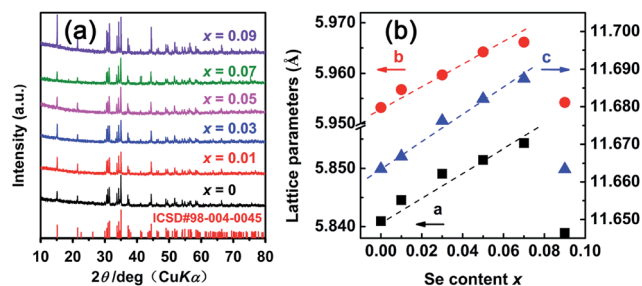 (a)
x = 0.09
x = 0.07
x = 0.05
x = 0.03
x = 0.01
x = 0
ICSD#98-004-0045
Intensity (a.u.)
10 20 30 40 50 60 70 80
2θ/deg (CuKα)
(b)
b
c
a
Lattice parameters (Å)
5.970
5.960
5.950
5.850
5.840
11.700
11.690
11.680
11.670
11.660
11.650
0.00 0.02 0.04 0.06 0.08 0.10
Se content x